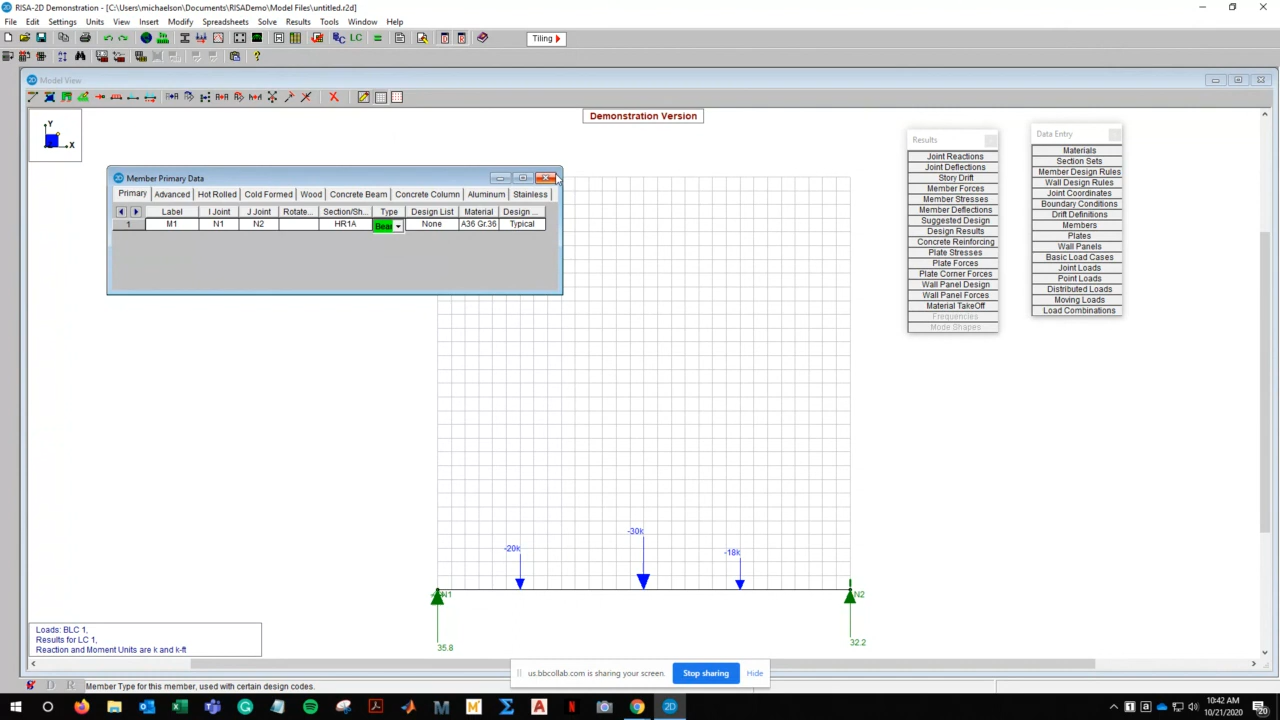 RISA-2D Demonstration - [C:\Users\michaelson\Documents\RISADemo\Model Files\untitled.r2d]
File Edit Settings Units View Insert Modify Spreadsheets Solve Results Tools Window Help
LC
Tiling
Model View
Demonstration Version
Y
X
Member Primary Data
Primary Advanced Hot Rolled Cold Formed Wood Concrete Beam Concrete Column Aluminum Stainless
Label I Joint J Joint Rotate... Section/Sh... Type Design List Material Design ...
1 M1 N1 N2 HR1A Bear None A36 Gr.36 Typical
Results
Joint Reactions
Joint Deflections
Story Drift
Member Forces
Member Stresses
Member Deflections
Suggested Design
Design Results
Concrete Reinforcing
Plate Stresses
Plate Forces
Plate Corner Forces
Wall Panel Design
Wall Panel Forces
Material TakeOff
Frequencies
Mode Shapes
Data Entry
Materials
Section Sets
Member Design Rules
Wall Design Rules
Joint Coordinates
Boundary Conditions
Drift Definitions
Members
Plates
Wall Panels
Basic Load Cases
Joint Loads
Point Loads
Distributed Loads
Moving Loads
Load Combinations
-20k
-30k
-18k
N1
N2
35.8
32.2
Loads: BLC 1,
Results for LC 1,
Reaction and Moment Units are k and k-ft
us.bbcollab.com is sharing your screen.
Stop sharing
Hide
D R Member Type for this member, used with certain design codes.
10:42 AM
10/21/2020
20